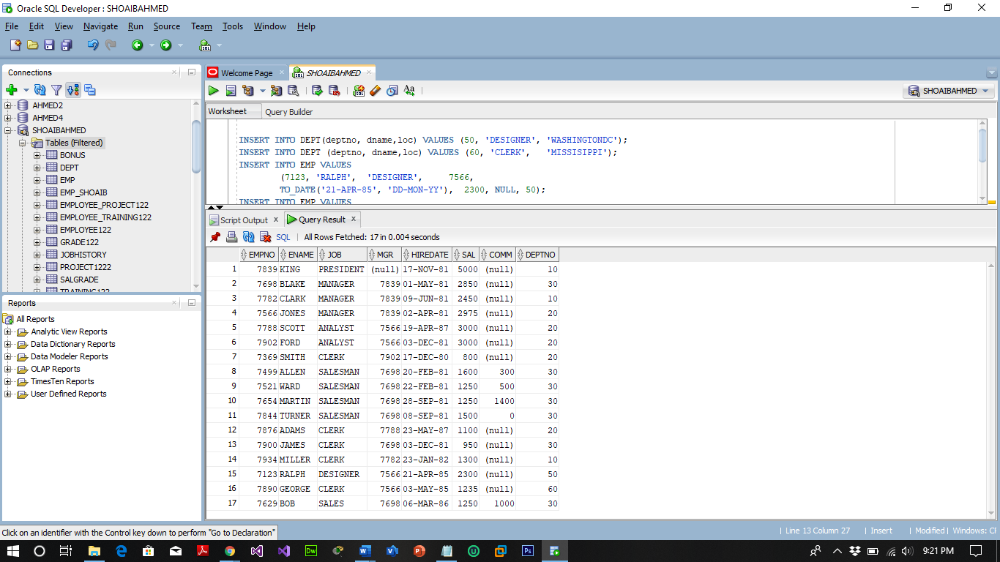 Oracle SQL Developer : SHOAIBAHMED
File Edit View Navigate Run Source Team Tools Window Help
Connections
AHMED2
AHMED4
SHOAIBAHMED
Tables (Filtered)
BONUS
DEPT
EMP
EMP_SHOAIB
EMPLOYEE_PROJECT122
EMPLOYEE_TRAINING122
EMPLOYEE122
GRADE122
JOBHISTORY
PROJECT1222
SALGRADE
TRAINING122
Reports
All Reports
Analytic View Reports
Data Dictionary Reports
Data Modeler Reports
OLAP Reports
TimesTen Reports
User Defined Reports
Welcome Page SHOAIBAHMED
SHOAIBAHMED
Worksheet Query Builder
INSERT INTO DEPT(deptno, dname,loc) VALUES (50, 'DESIGNER', 'WASHINGTONDC');
INSERT INTO DEPT (deptno, dname,loc) VALUES (60, 'CLERK', 'MISSISIPPI');
INSERT INTO EMP VALUES
(7123, 'RALPH', 'DESIGNER', 7566,
TO_DATE('21-APR-85', 'DD-MON-YY'), 2300, NULL, 50);
INSERT INTO EMP VALUES
Script Output x Query Result x
SQL | All Rows Fetched: 17 in 0.004 seconds
EMPNO ENAME JOB MGR HIREDATE SAL COMM DEPTNO
1 7839 KING PRESIDENT (null) 17-NOV-81 5000 (null) 10
2 7698 BLAKE MANAGER 7839 01-MAY-81 2850 (null) 30
3 7782 CLARK MANAGER 7839 09-JUN-81 2450 (null) 10
4 7566 JONES MANAGER 7839 02-APR-81 2975 (null) 20
5 7788 SCOTT ANALYST 7566 19-APR-87 3000 (null) 20
6 7902 FORD ANALYST 7566 03-DEC-81 3000 (null) 20
7 7369 SMITH CLERK 7902 17-DEC-80 800 (null) 20
8 7499 ALLEN SALESMAN 7698 20-FEB-81 1600 300 30
9 7521 WARD SALESMAN 7698 22-FEB-81 1250 500 30
10 7654 MARTIN SALESMAN 7698 28-SEP-81 1250 1400 30
11 7844 TURNER SALESMAN 7698 08-SEP-81 1500 0 30
12 7876 ADAMS CLERK 7788 23-MAY-87 1100 (null) 20
13 7900 JAMES CLERK 7698 03-DEC-81 950 (null) 30
14 7934 MILLER CLERK 7782 23-JAN-82 1300 (null) 10
15 7123 RALPH DESIGNER 7566 21-APR-85 2300 (null) 50
16 7890 GEORGE CLERK 7566 03-MAY-85 1235 (null) 60
17 7629 BOB SALES 7698 06-MAR-86 1250 1000 30
Click on an identifier with the Control key down to perform "Go to Declaration"
| Line 13 Column 27 | Insert | Modified | Windows: CF
9:21 PM